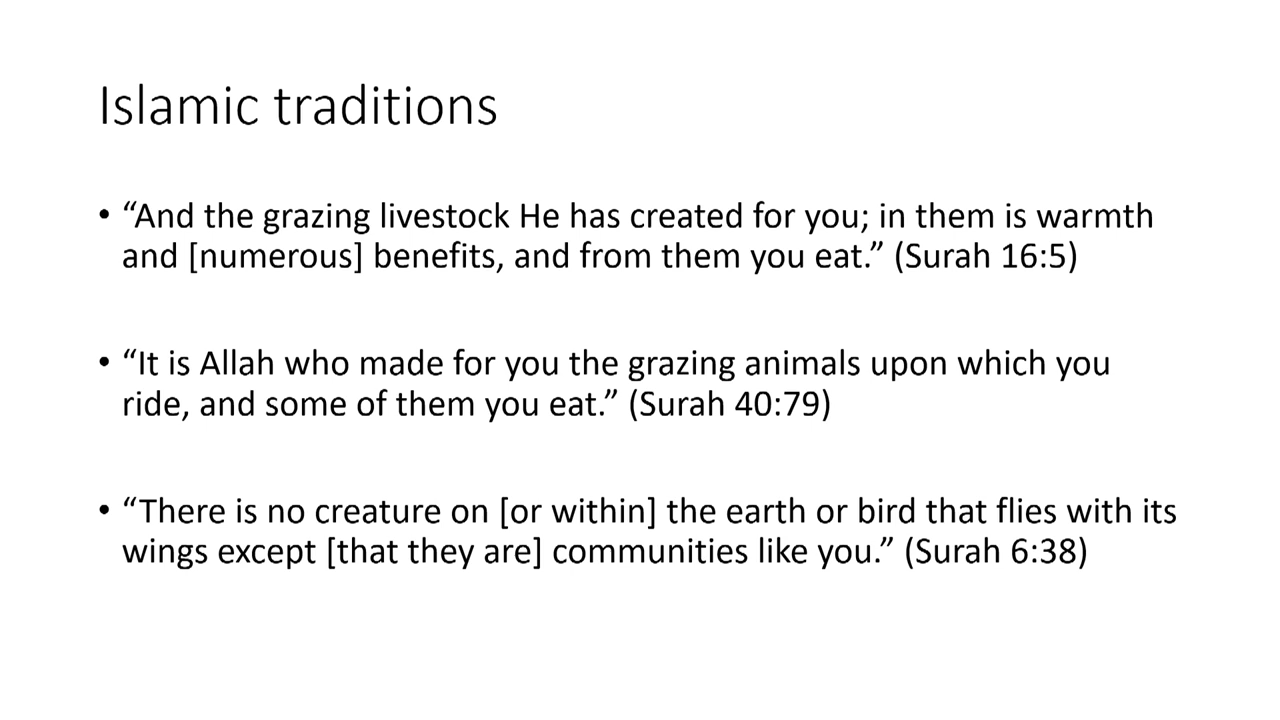 Islamic traditions
• “And the grazing livestock He has created for you; in them is warmth
and [numerous] benefits, and from them you eat.” (Surah 16:5)
• “It is Allah who made for you the grazing animals upon which you
ride, and some of them you eat.” (Surah 40:79)
• “There is no creature on [or within] the earth or bird that flies with its
wings except [that they are] communities like you.” (Surah 6:38)